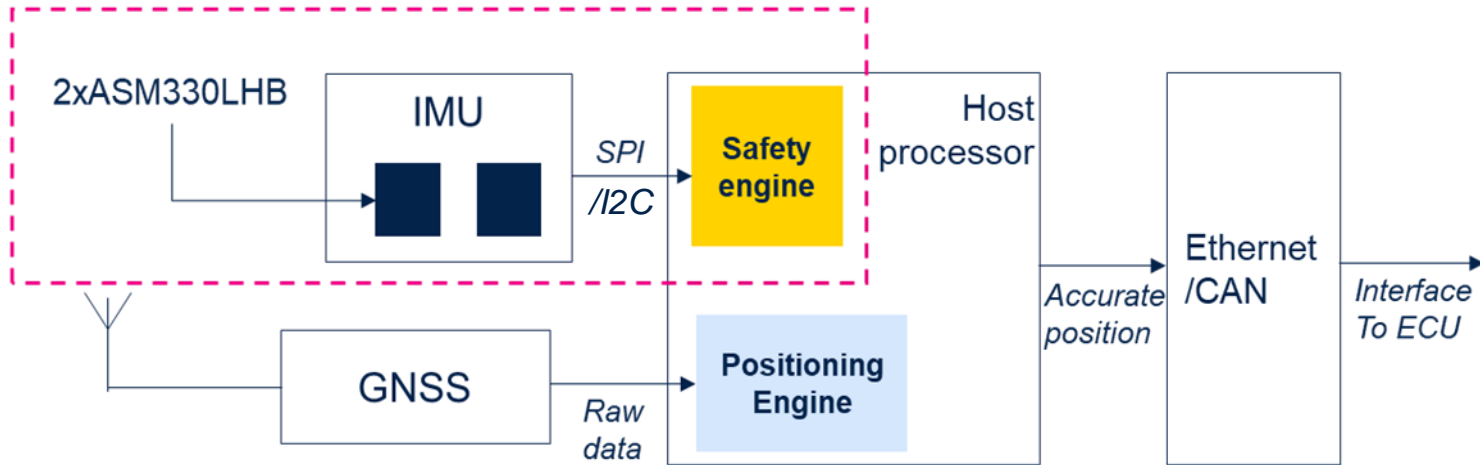 2xASM330LHB
IMU
SPI
/I2C
Safety
engine
Host
processor
GNSS
Raw
data
Positioning
Engine
Accurate
position
Ethernet
/CAN
Interface
To ECU